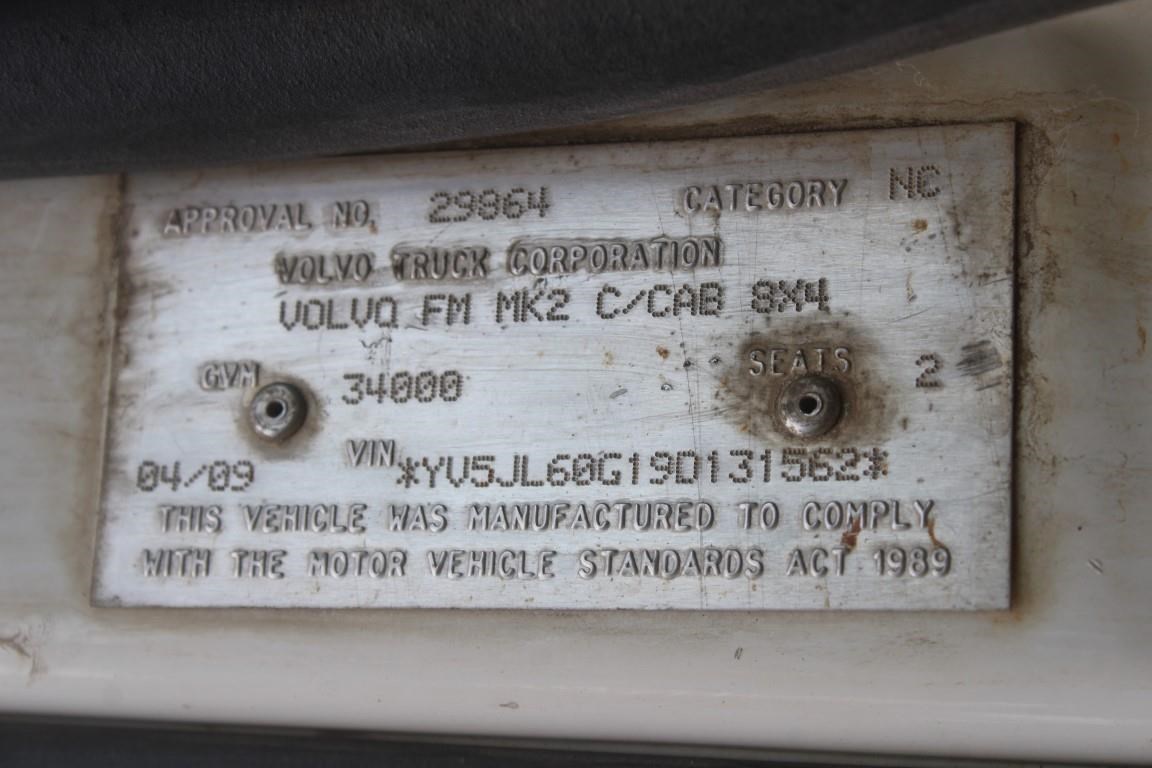 APPROVAL NO. 29864 CATEGORY NC
VOLVO TRUCK CORPORATION
VOLVO FM MK2 C/CAB 8X4
GVM 34000 SEATS 2
04/09 VIN *YV5JL60G19D131562*
THIS VEHICLE WAS MANUFACTURED TO COMPLY
WITH THE MOTOR VEHICLE STANDARDS ACT 1989